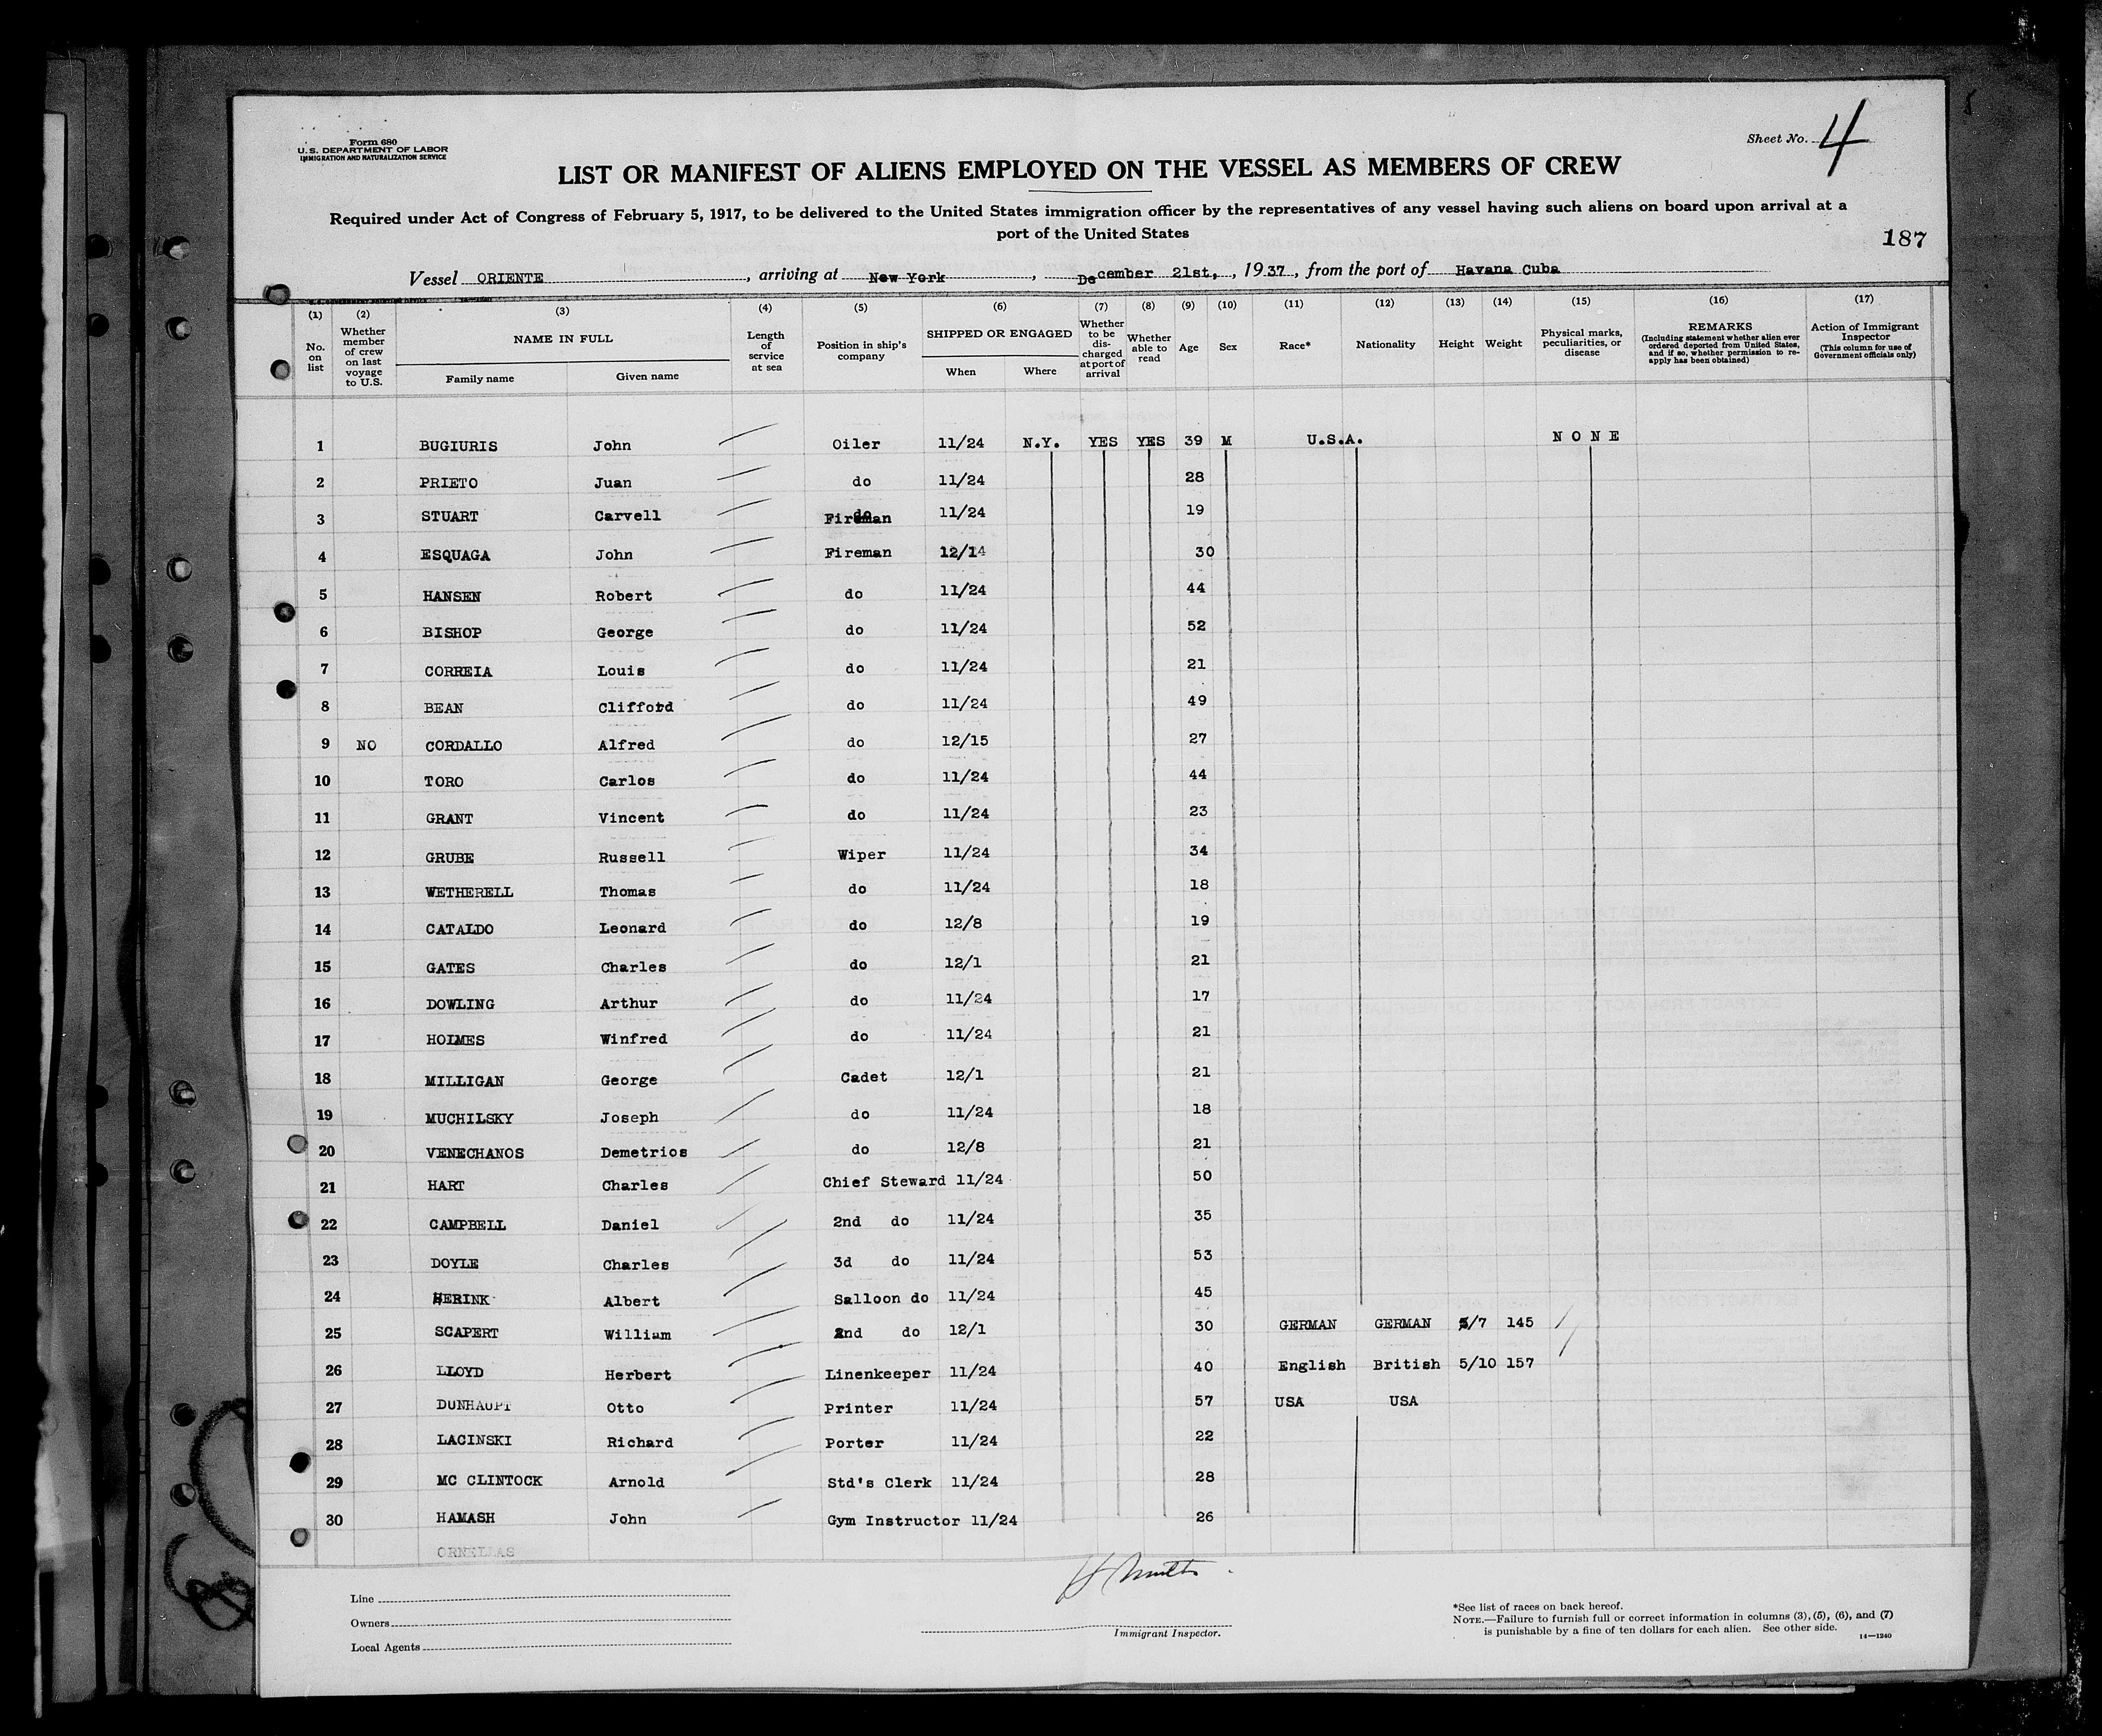 Form 680
U.S. DEPARTMENT OF LABOR
IMMIGRATION AND NATURALIZATION SERVICE
Sheet No. 4
LIST OR MANIFEST OF ALIENS EMPLOYED ON THE VESSEL AS MEMBERS OF CREW
Required under Act of Congress of February 5, 1917, to be delivered to the United States immigration officer by the representatives of any vessel having such aliens on board upon arrival at a
port of the United States
187
Vessel ORIENTE, arriving at New York, December 21st, 1937, from the port of Havana Cuba
(1) No. on list
(2) Whether member of crew on last voyage to U.S.
(3) NAME IN FULL Family name Given name
(4) Length of service at sea
(5) Position in ship's company
(6) SHIPPED OR ENGAGED When Where
(7) Whether to be discharged at port of arrival
(8) Whether able to read
(9) Age
(10) Sex
(11) Race*
(12) Nationality
(13) Height
(14) Weight
(15) Physical marks, peculiarities, or disease
(16) REMARKS (Including statement whether alien ever ordered deported from United States, and if so, whether permission to reapply has been obtained)
(17) Action of Immigrant Inspector (This column for use of Government officials only)
1 BUGIURIS John Oiler 11/24 N.Y. YES YES 39 M U.S.A. NONE
2 PRIETO Juan do 11/24 28
3 STUART Carvell Fireman 11/24 19
4 ESQUAGA John Fireman 12/14 30
5 HANSEN Robert do 11/24 44
6 BISHOP George do 11/24 52
7 CORREIA Louis do 11/24 21
8 BEAN Clifford do 11/24 49
9 NO CORDALLO Alfred do 12/15 27
10 TORO Carlos do 11/24 44
11 GRANT Vincent do 11/24 23
12 GRUBE Russell Wiper 11/24 34
13 WETHERELL Thomas do 11/24 18
14 CATALDO Leonard do 12/8 19
15 GATES Charles do 12/1 21
16 DOWLING Arthur do 11/24 17
17 HOLMES Winfred do 11/24 21
18 MILLIGAN George Cadet 12/1 21
19 MUCHILSKY Joseph do 11/24 18
20 VENECHANOS Demetrios do 12/8 21
21 HART Charles Chief Steward 11/24 50
22 CAMPBELL Daniel 2nd do 11/24 35
23 DOYLE Charles 3d do 11/24 53
24 HERINK Albert Salloon do 11/24 45
25 SCAPERT William 2nd do 12/1 30 GERMAN GERMAN 5/7 145
26 LLOYD Herbert Linenkeeper 11/24 40 English British 5/10 157
27 DUNHAUPT Otto Printer 11/24 57 USA USA
28 LACINSKI Richard Porter 11/24 22
29 MC CLINTOCK Arnold Std's Clerk 11/24 28
30 HAMASH John Gym Instructor 11/24 26
ORNELLAS
Line
Owners
Local Agents
Immigrant Inspector.
*See list of races on back hereof.
NOTE.—Failure to furnish full or correct information in columns (3), (5), (6), and (7)
is punishable by a fine of ten dollars for each alien. See other side.
14—1240